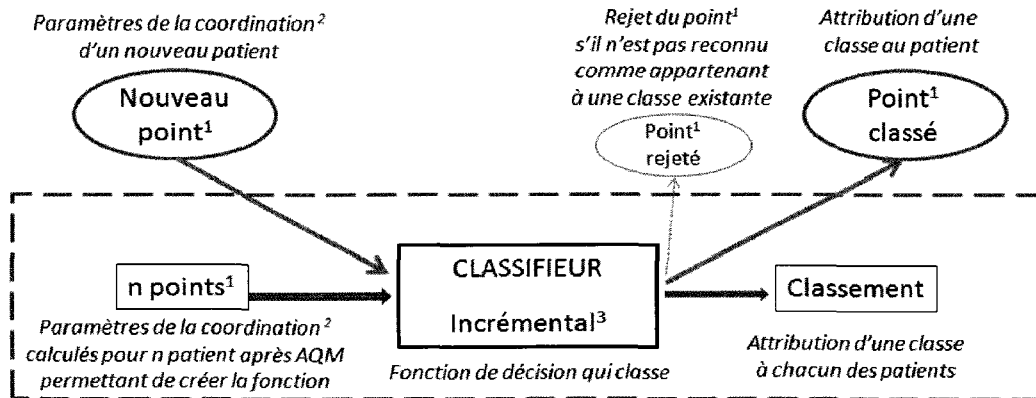 Paramètres de la coordination²
d'un nouveau patient
Nouveau
point¹
Rejet du point¹
s'il n'est pas reconnu
comme appartenant
à une classe existante
Point¹
rejeté
Attribution d'une
classe au patient
Point¹
classé
n points¹
Paramètres de la coordination²
calculés pour n patient après AQM
permettant de créer la fonction
CLASSIFIEUR
Incrémental³
Fonction de décision qui classe
Classement
Attribution d'une classe
à chacun des patients